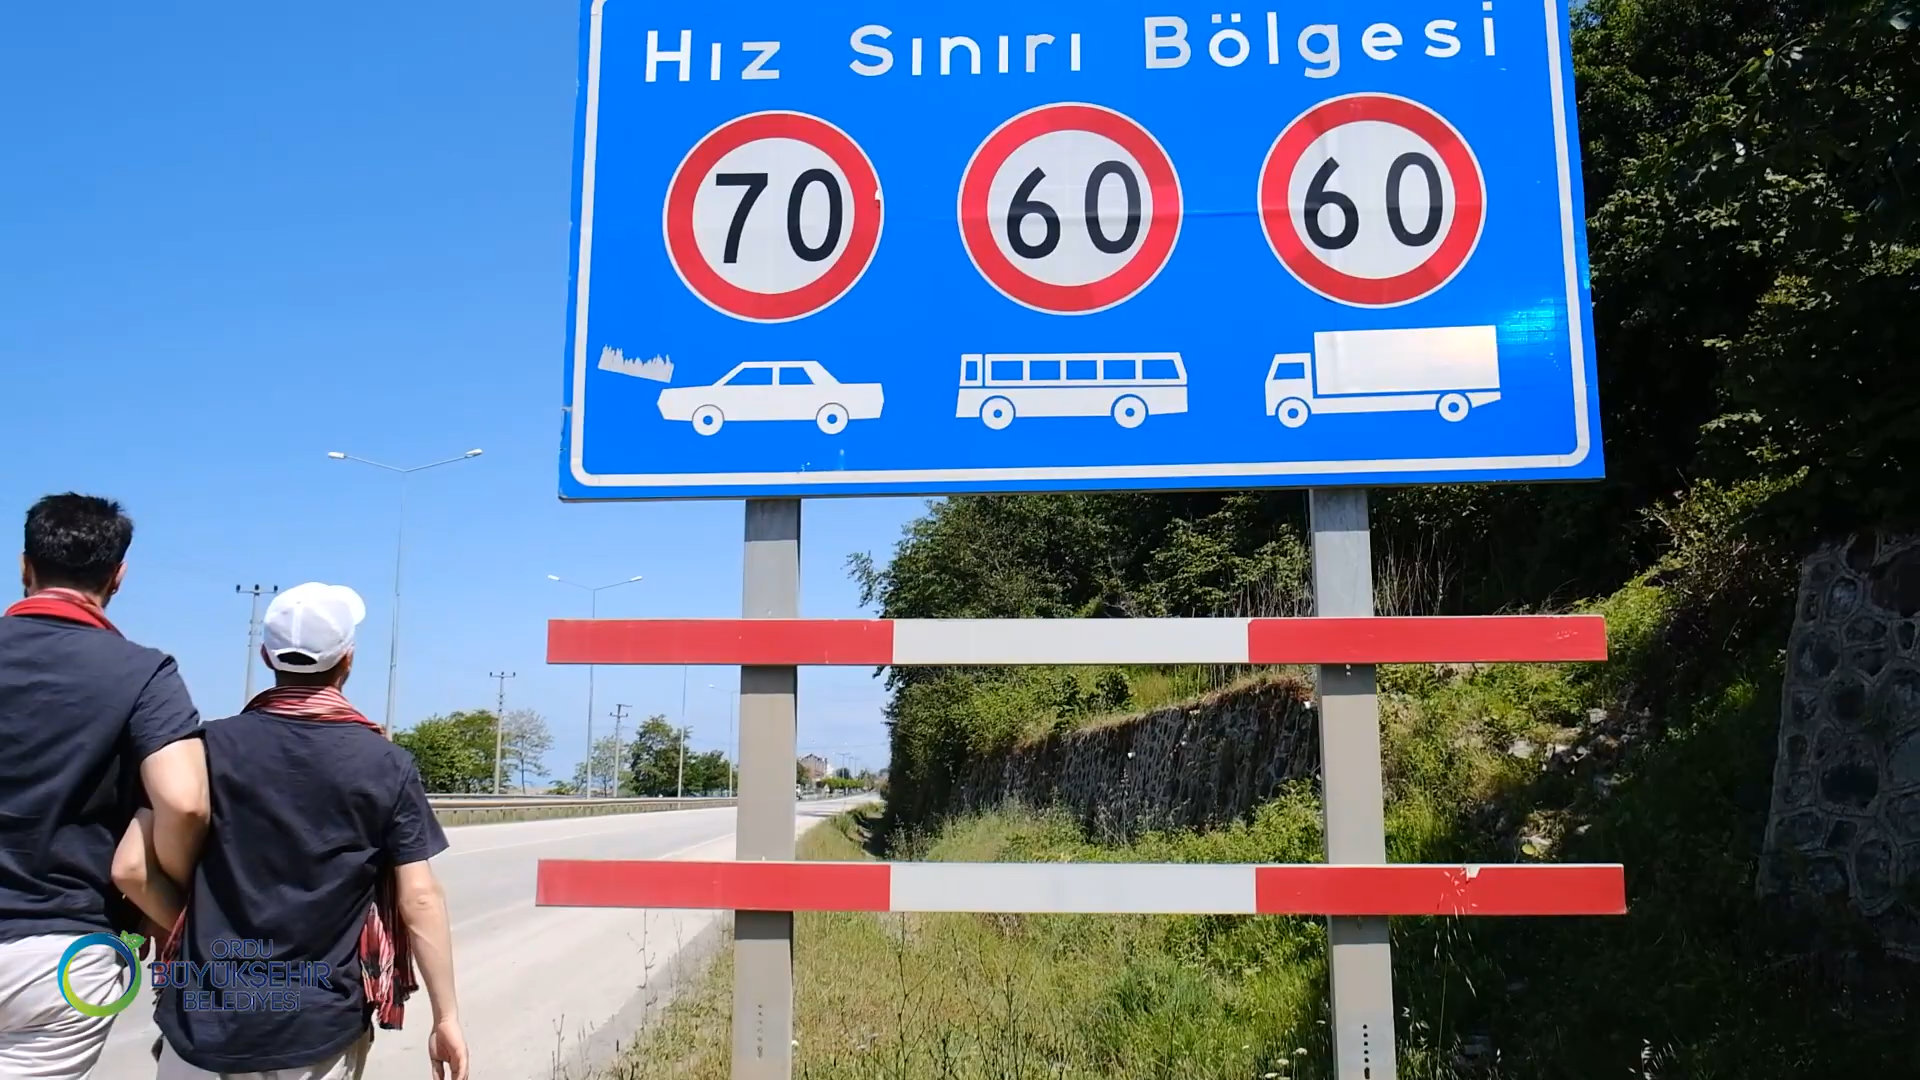 Hız Sınırı Bölgesi
70 60 60
ORDU
BÜYÜKŞEHİR
BELEDİYESİ